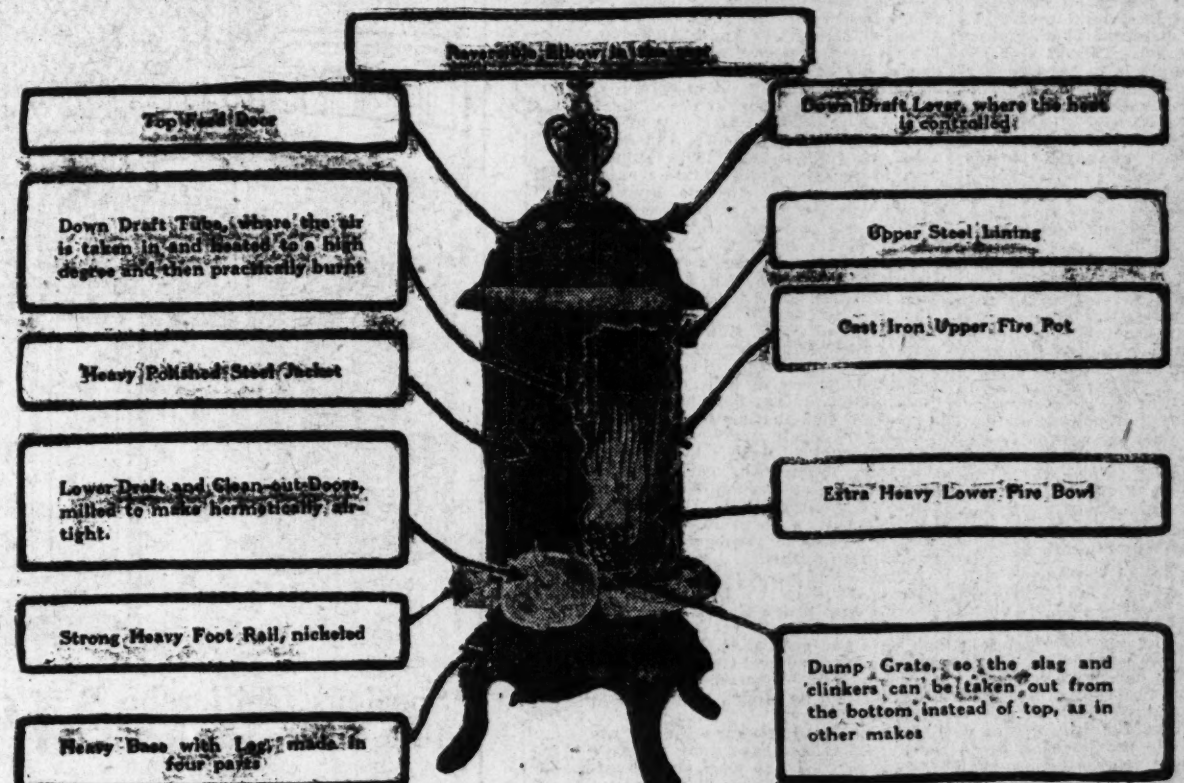 Reversible Elbow in the rear
Top Feed Door
Down Draft Tube, where the air
is taken in and heated to a high
degree and then practically burnt
Heavy Polished Steel Jacket
Lower Draft and Clean-out Doors,
milled to make hermetically air-
tight.
Strong Heavy Foot Rail, nickeled
Heavy Base with Leg, made in
four parts
Down Draft Lever, where the heat
is controlled
Upper Steel Lining
Cast Iron Upper Fire Pot
Extra Heavy Lower Fire Bowl
Dump Grate, so the slag and
clinkers can be taken out from
the bottom instead of top, as in
other makes